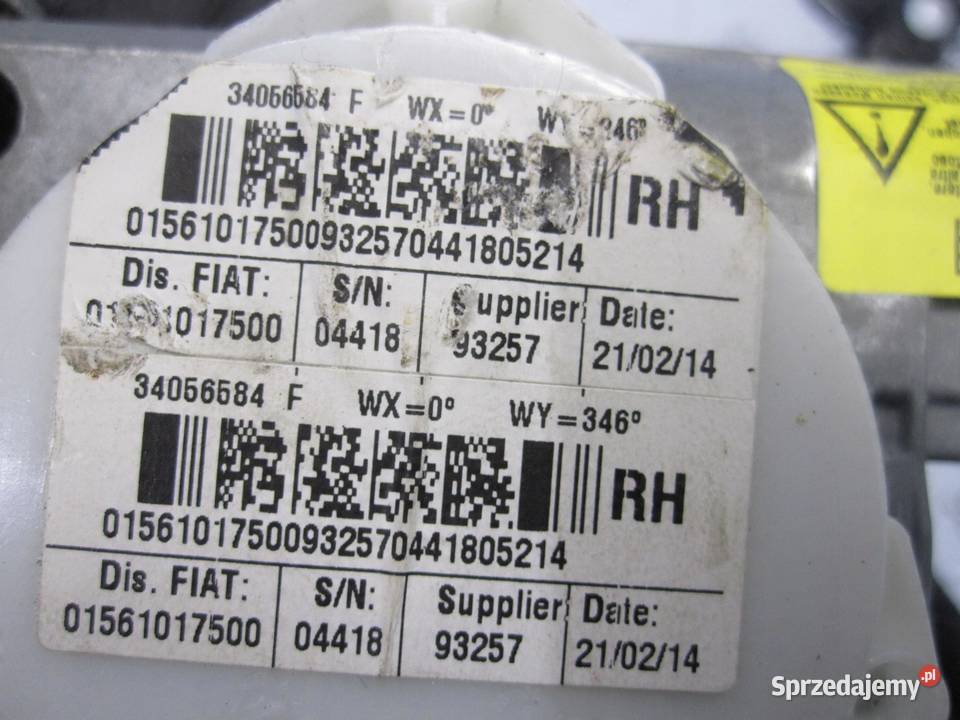 34056584 F WX=0° WY=346°
RH
01561017500932570441805214
Dis. FIAT: S/N: Supplier: Date:
01561017500 04418 93257 21/02/14
34056584 F WX=0° WY=346°
RH
01561017500932570441805214
Dis. FIAT: S/N: Supplier: Date:
01561017500 04418 93257 21/02/14
Sprzedajemy.pl